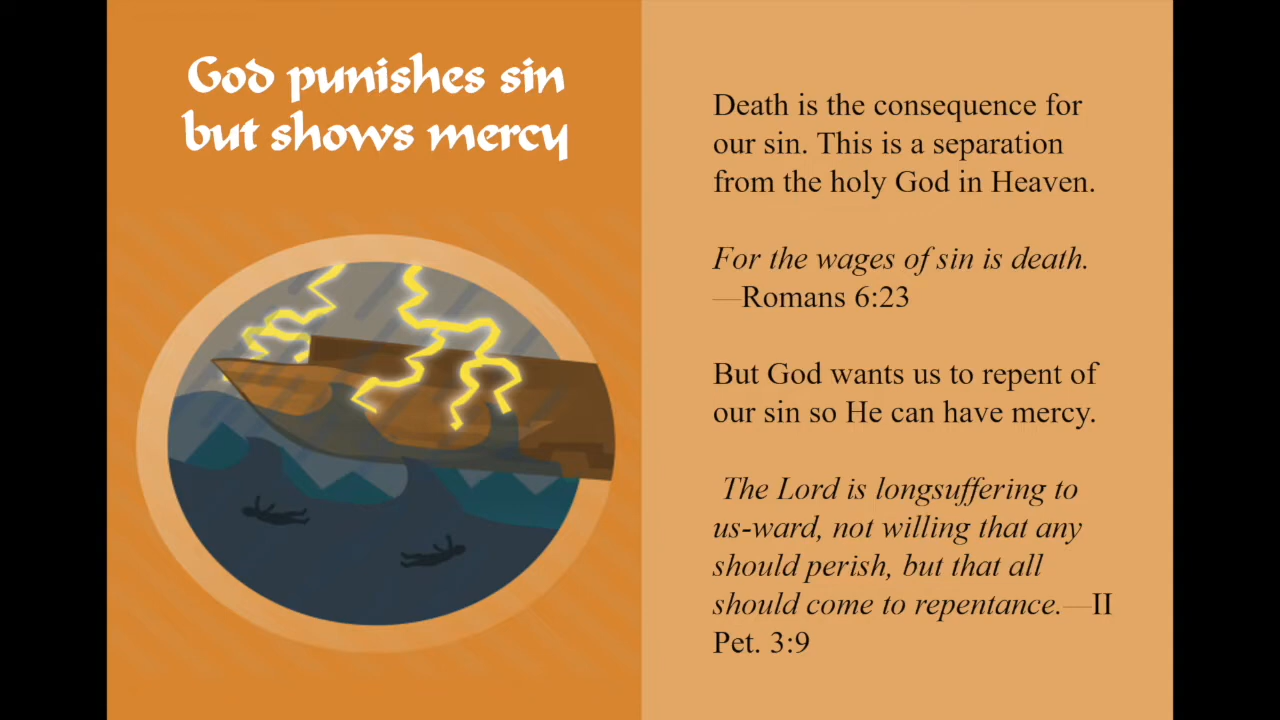 God punishes sin
but shows mercy
Death is the consequence for
our sin. This is a separation
from the holy God in Heaven.
For the wages of sin is death.
—Romans 6:23
But God wants us to repent of
our sin so He can have mercy.
The Lord is longsuffering to
us-ward, not willing that any
should perish, but that all
should come to repentance.—II
Pet. 3:9